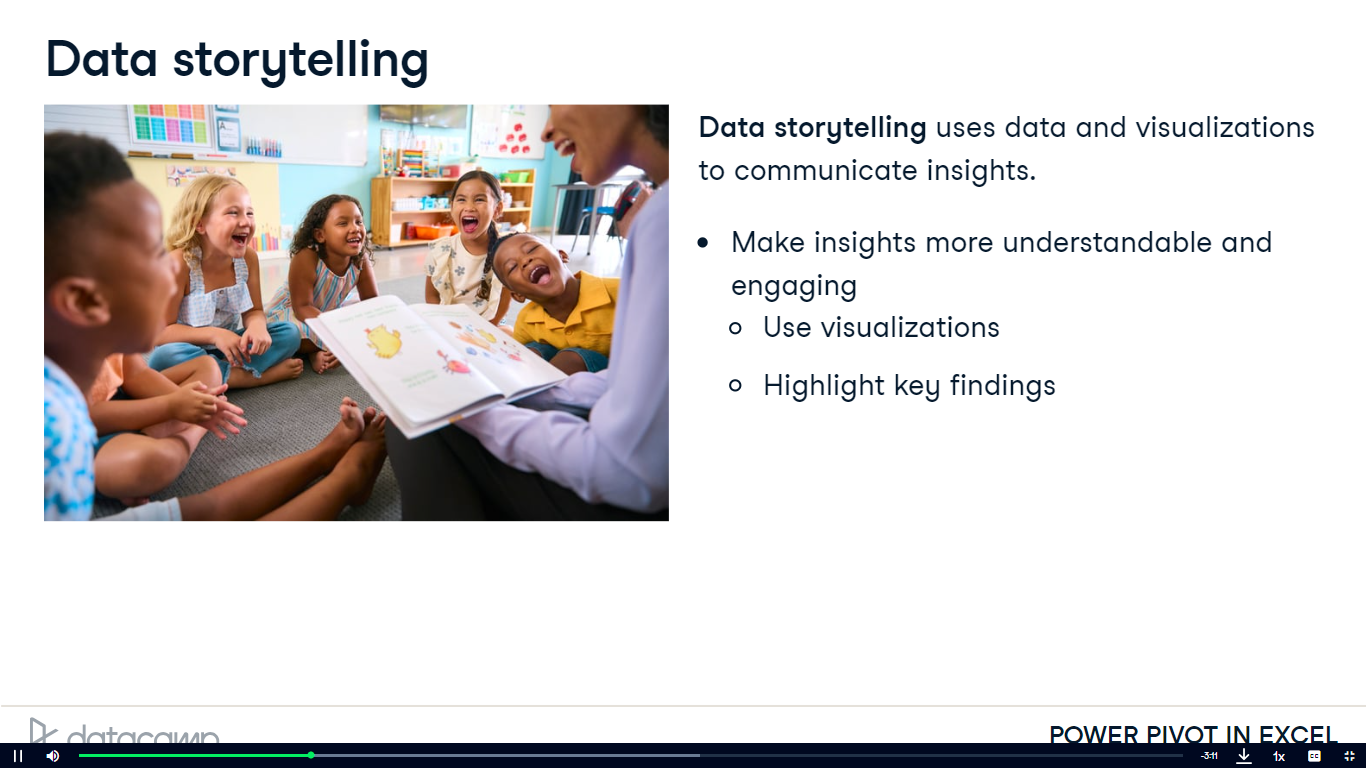 Data storytelling
Data storytelling uses data and visualizations
to communicate insights.
Make insights more understandable and
engaging
Use visualizations
Highlight key findings
datacamp
POWER PIVOT IN EXCEL
-3:11
1x
CC